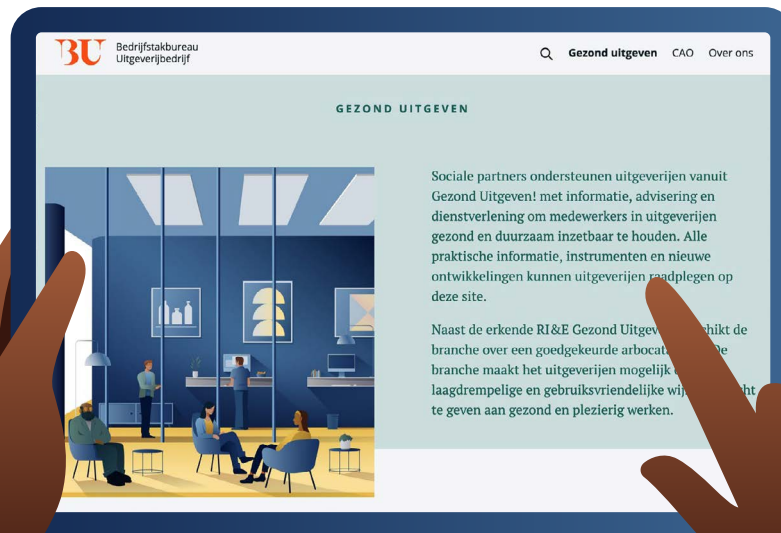 BU
Bedrijfstakbureau
Uitgeverijbedrijf
Gezond uitgeven CAO Over ons
GEZOND UITGEVEN
Sociale partners ondersteunen uitgeverijen vanuit
Gezond Uitgeven! met informatie, advisering en
dienstverlening om medewerkers in uitgeverijen
gezond en duurzaam inzetbaar te houden. Alle
praktische informatie, instrumenten en nieuwe
ontwikkelingen kunnen uitgeverijen raadplegen op
deze site.
Naast de erkende RI&E Gezond de
branche over een goedgekeurde
branche maakt het uitgeverijen mogelijk
laagdrempelige en gebruiksvriendelijke
te geven aan gezond en plezierig werken.